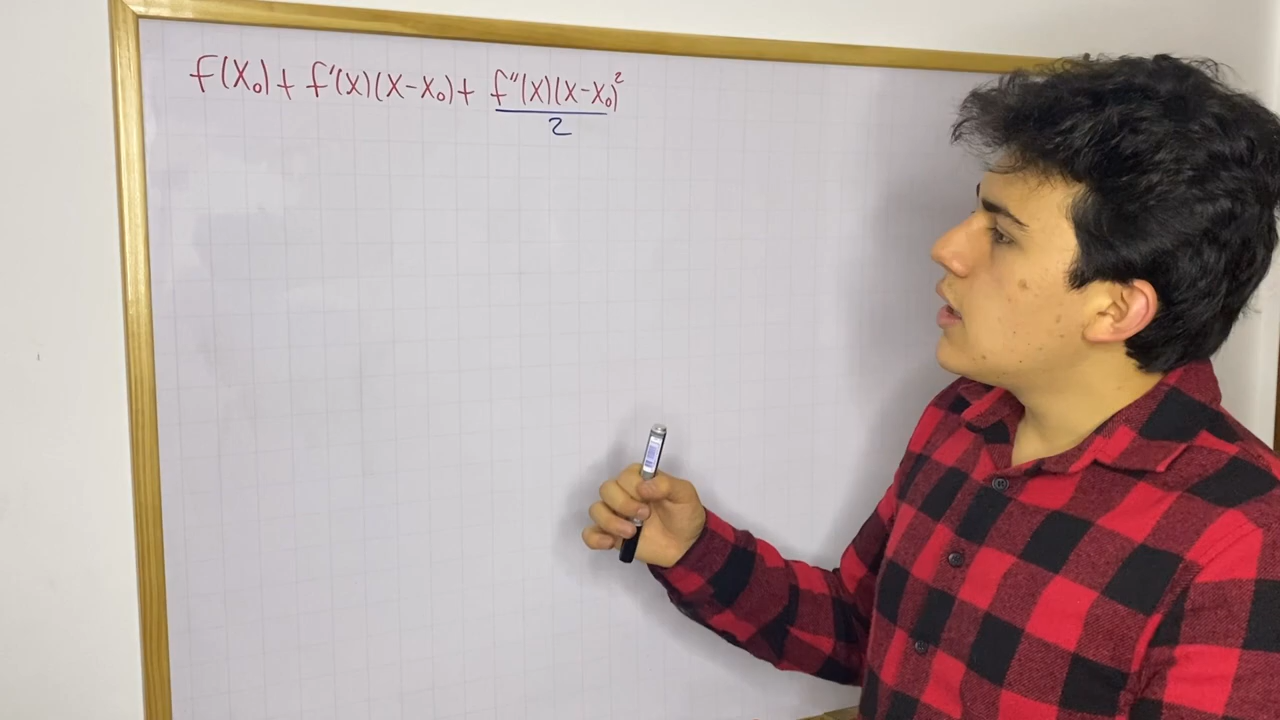 f(x₀) + f'(x)(x-x₀) + f''(x)(x-x₀)²
2